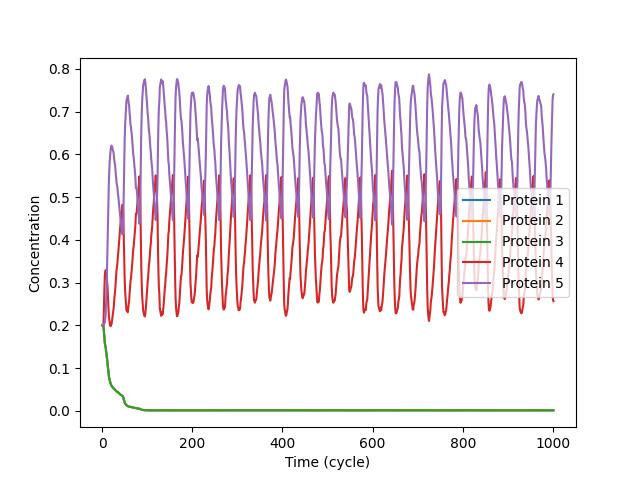 0.8
0.7
0.6
0.5
0.4
0.3
0.2
0.1
0.0
Concentration
Protein 1
Protein 2
Protein 3
Protein 4
Protein 5
0 200 400 600 800 1000
Time (cycle)